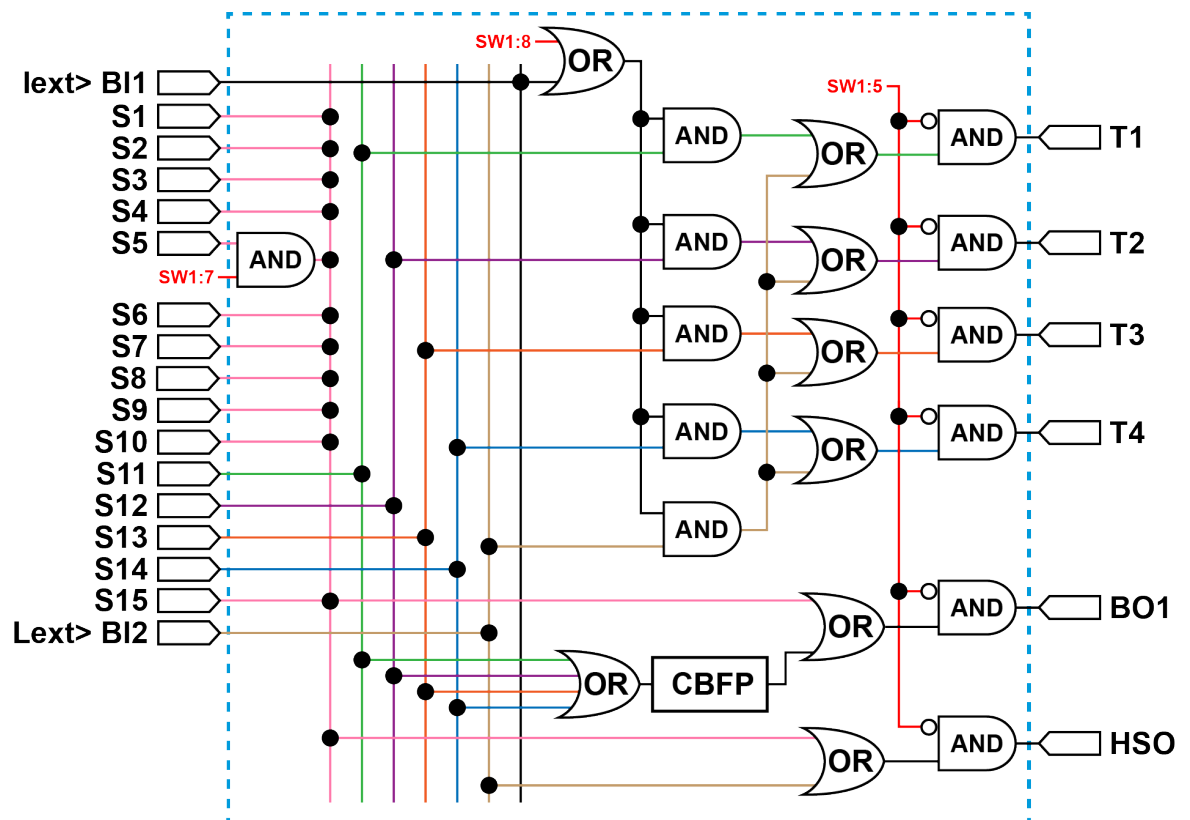 SW1:8
OR
Iext> BI1
SW1:5
S1
AND
AND
T1
S2
OR
S3
S4
S5
AND
AND
T2
AND
OR
SW1:7
S6
AND
AND
T3
S7
OR
S8
S9
S10
AND
AND
T4
OR
S11
S12
AND
S13
S14
S15
AND
BO1
OR
Lext> BI2
OR
CBFP
AND
HSO
OR